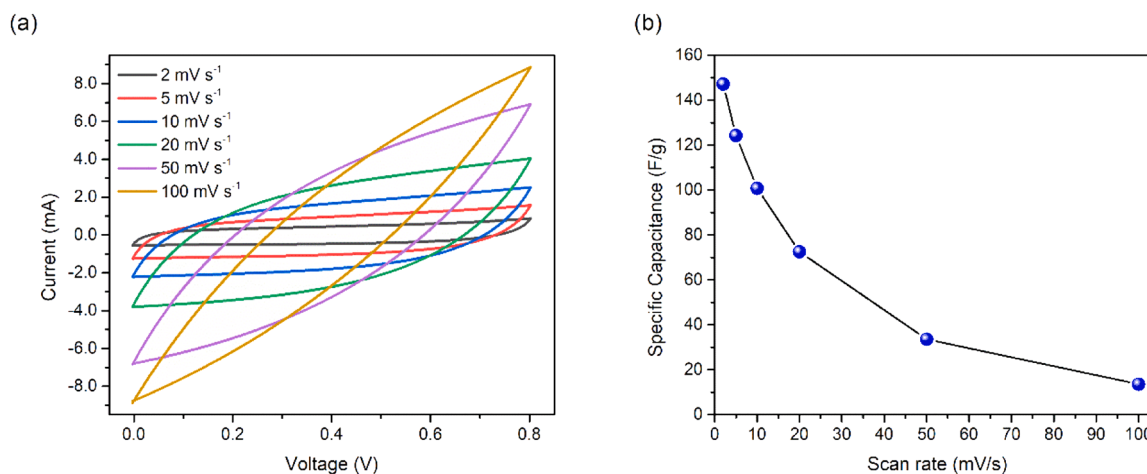 (a)
8.0
6.0
4.0
2.0
0.0
-2.0
-4.0
-6.0
-8.0
Current (mA)
2 mV s⁻¹
5 mV s⁻¹
10 mV s⁻¹
20 mV s⁻¹
50 mV s⁻¹
100 mV s⁻¹
0.0 0.2 0.4 0.6 0.8
Voltage (V)
(b)
160
140
120
100
80
60
40
20
0
Specific Capacitance (F/g)
0 10 20 30 40 50 60 70 80 90 100
Scan rate (mV/s)